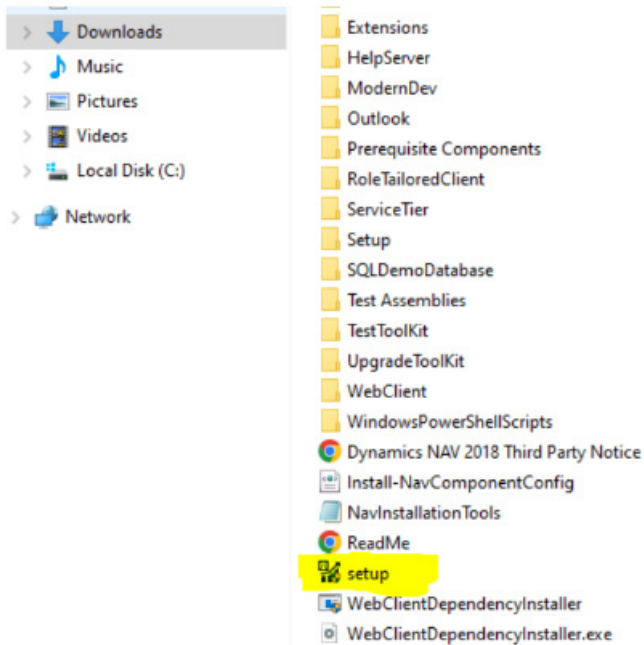 Downloads
Music
Pictures
Videos
Local Disk (C:)
Network
Extensions
HelpServer
ModernDev
Outlook
Prerequisite Components
RoleTailoredClient
ServiceTier
Setup
SQLDemoDatabase
Test Assemblies
TestToolKit
UpgradeToolKit
WebClient
WindowsPowerShellScripts
Dynamics NAV 2018 Third Party Notice
Install-NavComponentConfig
NavInstallationTools
ReadMe
setup
WebClientDependencyInstaller
WebClientDependencyInstaller.exe